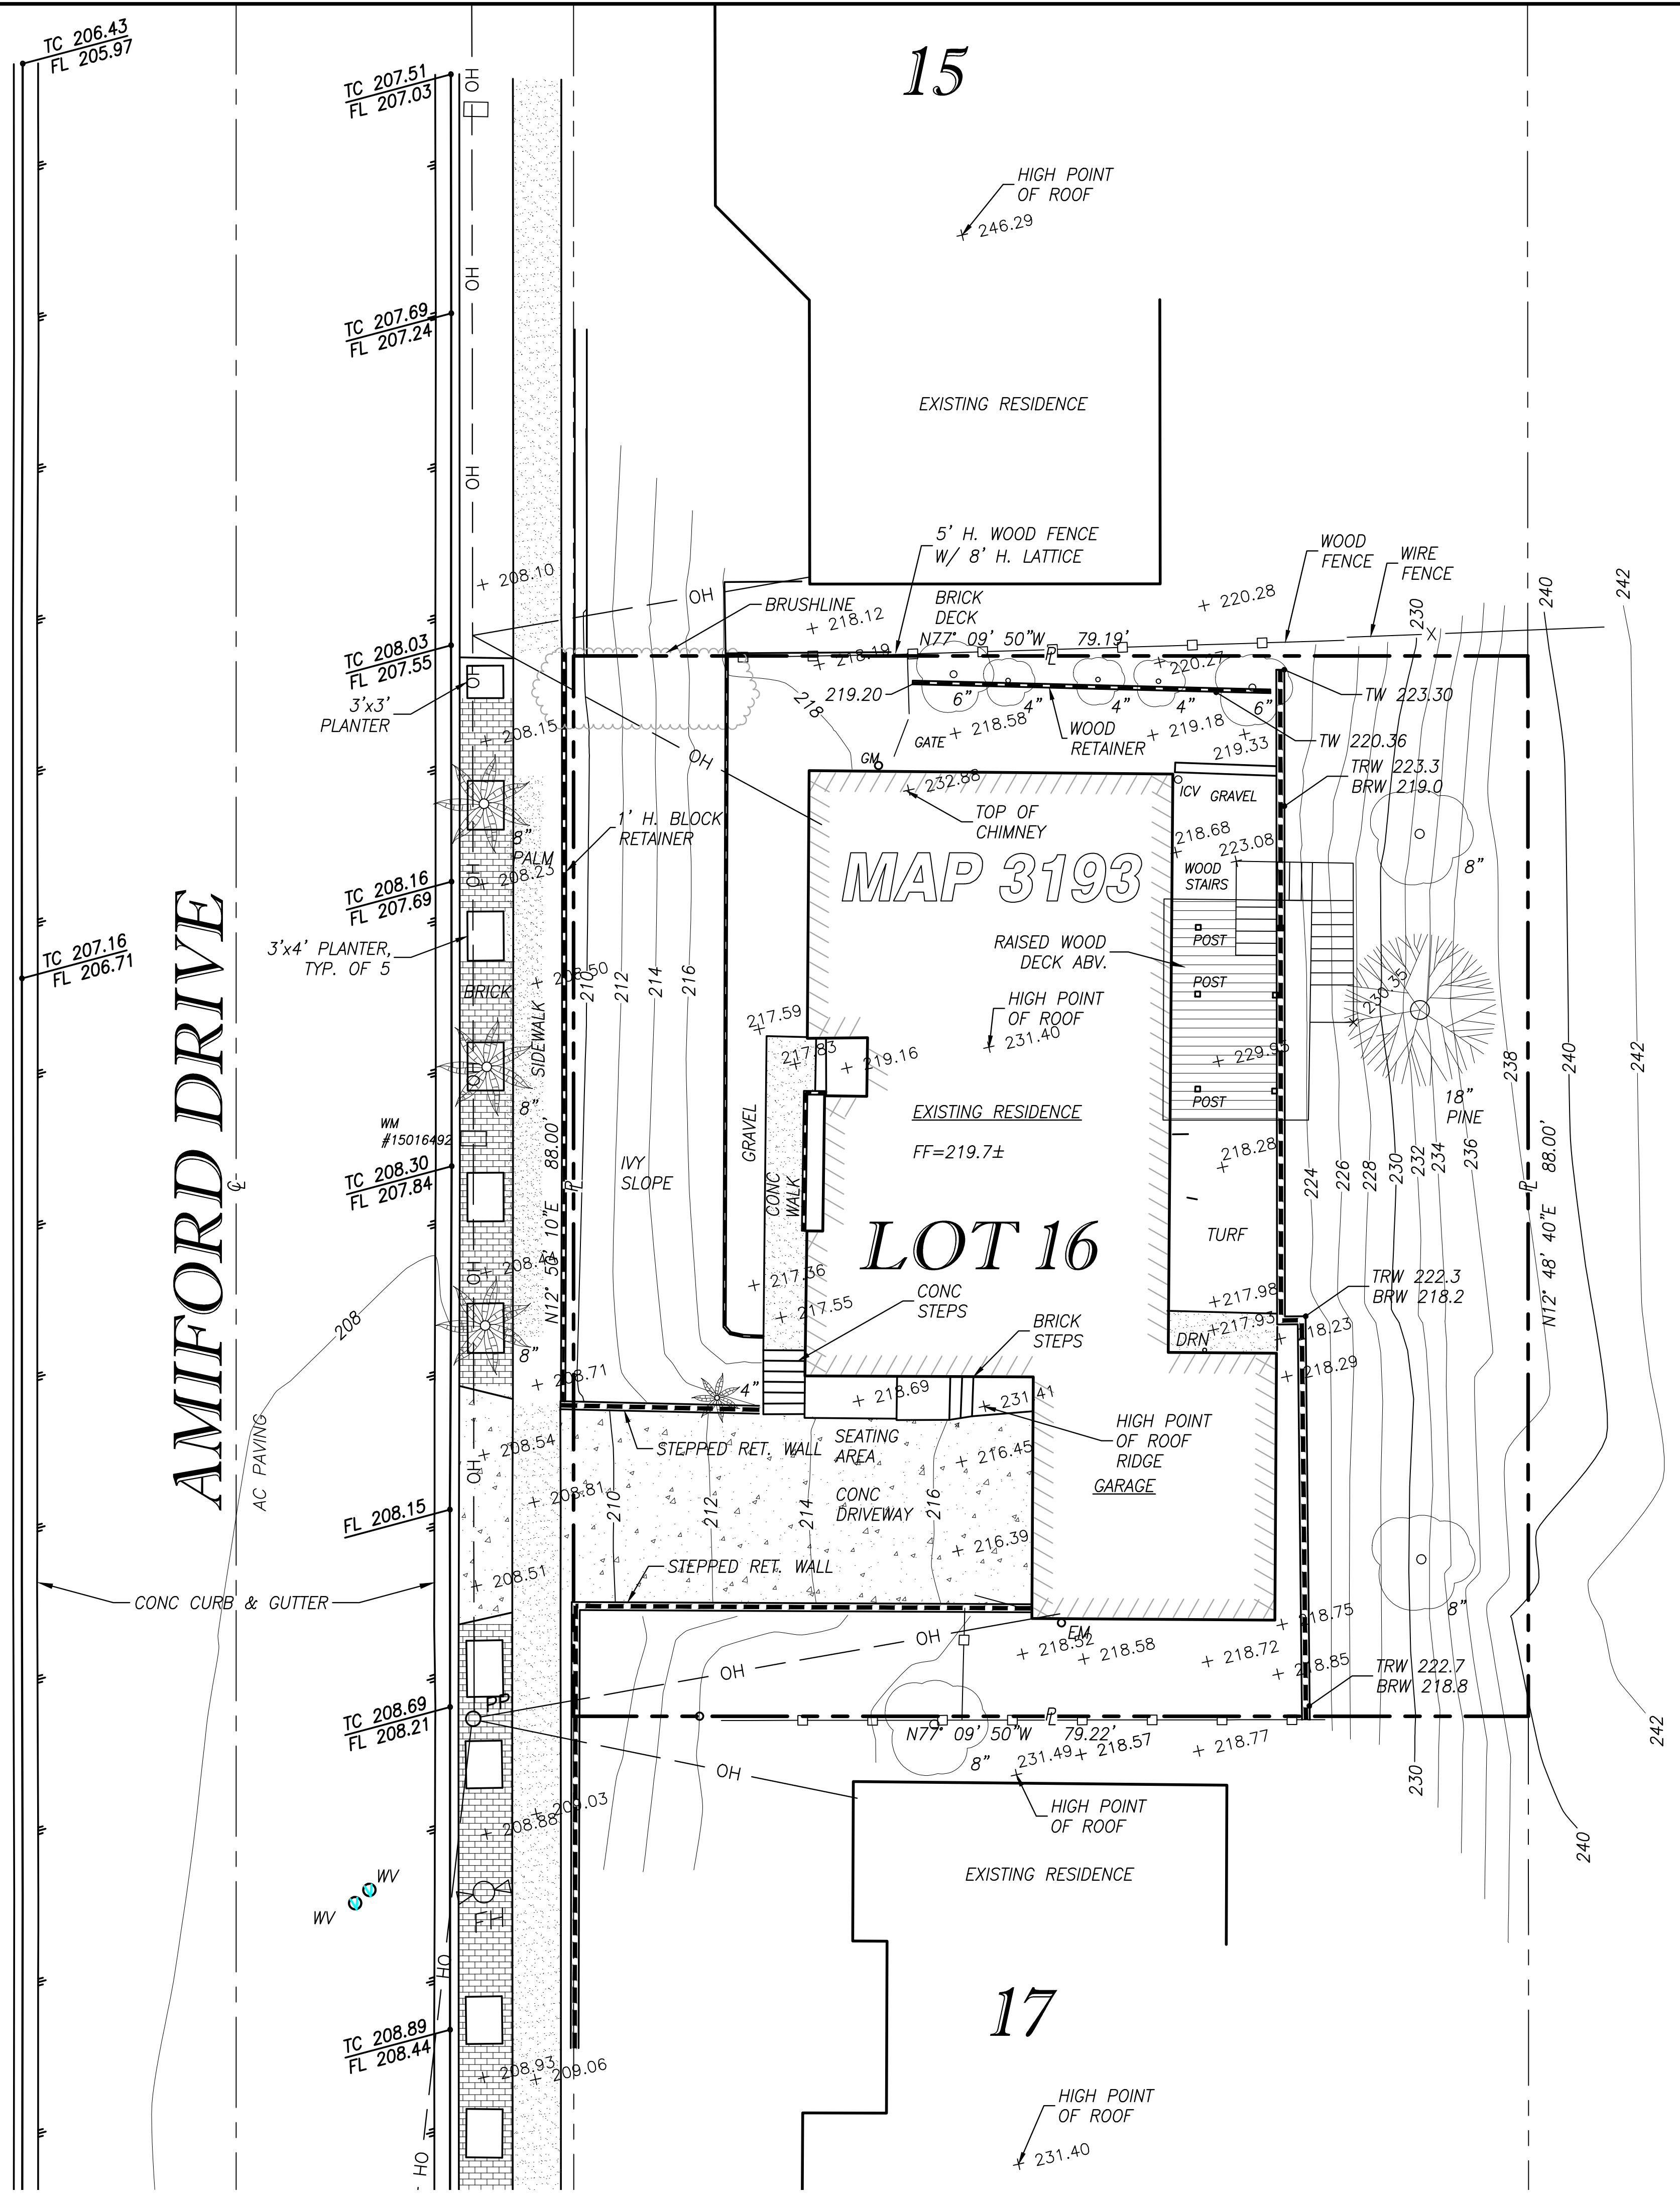 TC 206.43
FL 205.97
TC 207.51
FL 207.03
OH
15
HIGH POINT
OF ROOF
246.29
OH
TC 207.69
FL 207.24
EXISTING RESIDENCE
OH
5' H. WOOD FENCE
W/ 8' H. LATTICE
WOOD
FENCE
WIRE
FENCE
208.10
OH
BRUSHLINE
BRICK
DECK
218.12
220.28
230
X
240
242
TC 208.03
FL 207.55
N77° 09' 50"W 79.19'
PL
218.19
220.27
OH
3'x3'
PLANTER
219.20
218
6"
4"
4"
4"
6"
TW 223.30
208.15
218.58
219.18
219.33
GATE
WOOD
RETAINER
TW 220.36
OH
GM
232.88
TRW 223.3
BRW 219.0
ICV
GRAVEL
TOP OF
CHIMNEY
1' H. BLOCK
RETAINER
8"
PALM
218.68
223.08
8"
MAP 3193
WOOD
STAIRS
OH
208.23
TC 208.16
FL 207.69
3'x4' PLANTER,
TYP. OF 5
TC 207.16
FL 206.71
RAISED WOOD
DECK ABV.
POST
POST
POST
208.50
BRICK
SIDEWALK
210
212
214
216
230.35
HIGH POINT
OF ROOF
231.40
217.59
217.83
219.16
229.95
238
240
242
OH
8"
18"
PINE
EXISTING RESIDENCE
FF=219.7±
WM
#15016492
GRAVEL
N12° 50' 10"E 88.00'
PL
IVY
SLOPE
CONC
WALK
218.28
TC 208.30
FL 207.84
224
226
228
230
232
234
236
PL
N12° 48' 40"E 88.00'
AMIFORD DRIVE
CL
LOT 16
TURF
OH
217.36
217.55
CONC
STEPS
BRICK
STEPS
TRW 222.3
BRW 218.2
217.98
217.93
218.23
DRN
218.29
208
8"
208.71
4"
218.69
231.41
HIGH POINT
OF ROOF
RIDGE
GARAGE
AC PAVING
OH
208.54
STEPPED RET. WALL
SEATING
AREA
216.45
FL 208.15
208.81
210
212
214
216
CONC
DRIVEWAY
216.39
208.51
STEPPED RET. WALL
CONC CURB & GUTTER
8"
OH
EM
218.52
218.58
218.72
218.75
218.85
TRW 222.7
BRW 218.8
OH
PP
TC 208.69
FL 208.21
N77° 09' 50"W 79.22'
PL
8"
231.49
218.57
218.77
OH
242
230
240
HIGH POINT
OF ROOF
209.03
208.88
EXISTING RESIDENCE
WV
WV
FH
OH
17
TC 208.89
FL 208.44
208.93
209.06
HIGH POINT
OF ROOF
231.40
OH